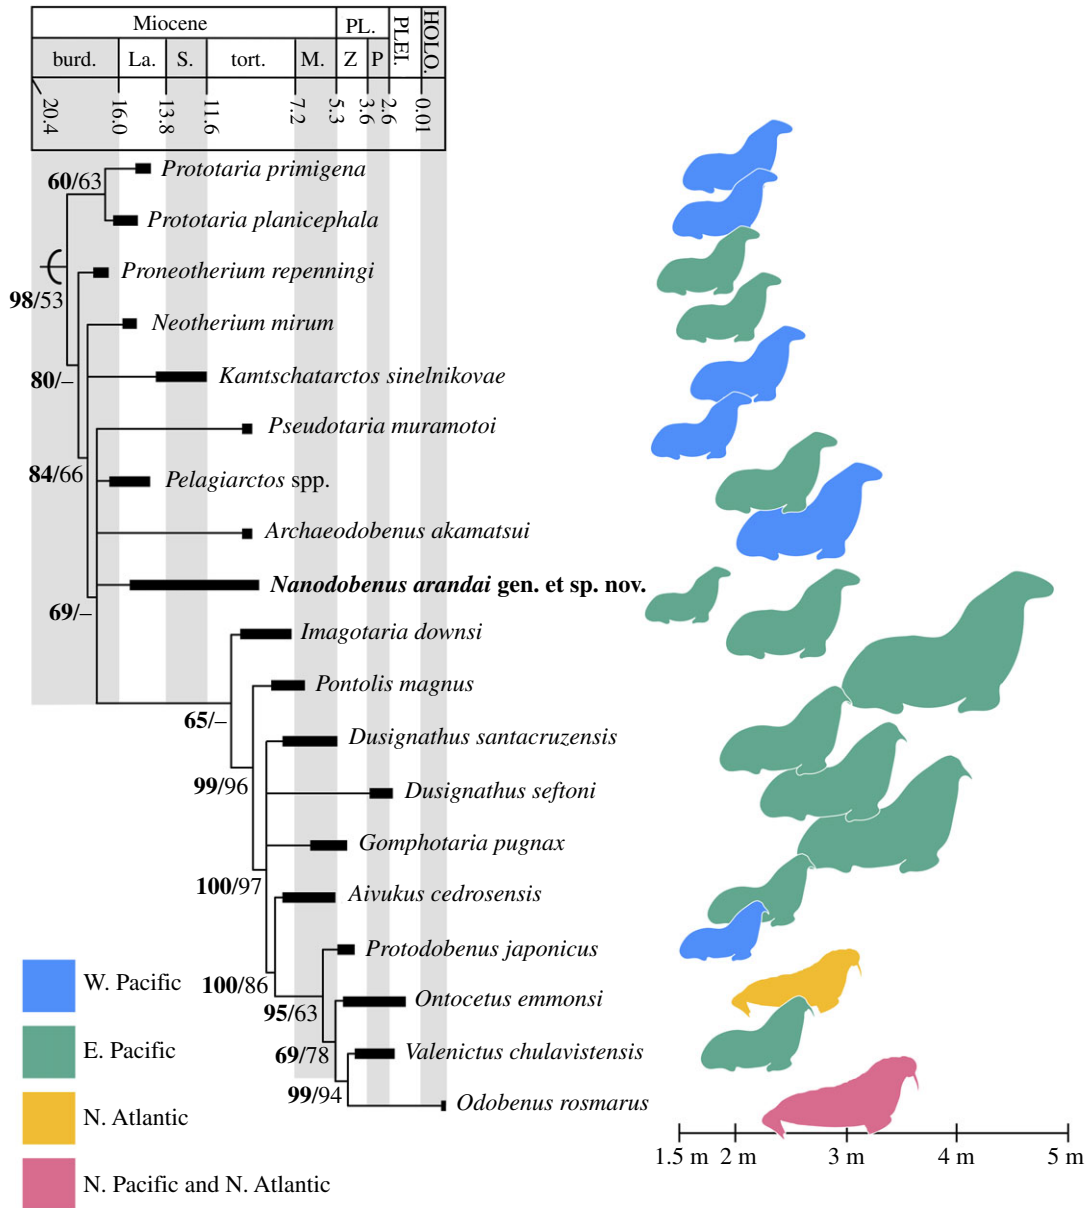 Miocene PL. PLEI. HOLO.
burd. La. S. tort. M. Z P
20.4 16.0 13.8 11.6 7.2 5.3 3.6 2.6 0.01
Prototaria primigena
60/63
Prototaria planicephala
Proneotherium repenningi
98/53
Neotherium mirum
Kamtschatarctos sinelnikovae
80/–
Pseudotaria muramotoi
84/66
Pelagiarctos spp.
Archaeodobenus akamatsui
Nanodobenus arandai gen. et sp. nov.
69/–
Imagotaria downsi
Pontolis magnus
65/–
Dusignathus santacruzensis
99/96
Dusignathus seftoni
Gomphotaria pugnax
100/97
Aivukus cedrosensis
Protodobenus japonicus
100/86
Ontocetus emmonsi
95/63
Valenictus chulavistensis
69/78
99/94
Odobenus rosmarus
W. Pacific
E. Pacific
N. Atlantic
N. Pacific and N. Atlantic
1.5 m 2 m 3 m 4 m 5 m